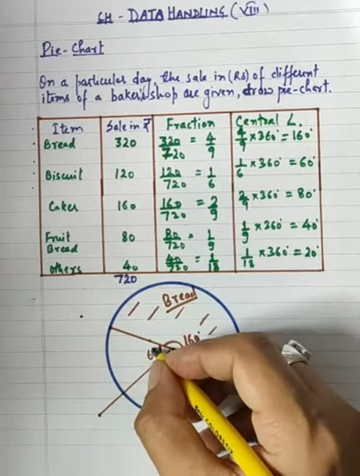 CH - DATA HANDLING (VIII)
Pie-Chart
On a particular day, the sale in (Rs) of different
items of a baker's shop are given, draw pie-chart.
Item Sale in ₹ Fraction Central ∠.
Bread 320 320/720 = 4/9 4/9 × 360° = 160°
Biscuit 120 120/720 = 1/6 1/6 × 360° = 60°
Cakes 160 160/720 = 2/9 2/9 × 360° = 80°
Fruit Bread 80 80/720 = 1/9 1/9 × 360° = 40°
Others 40 40/720 = 1/18 1/18 × 360° = 20°
720
Bread
160°